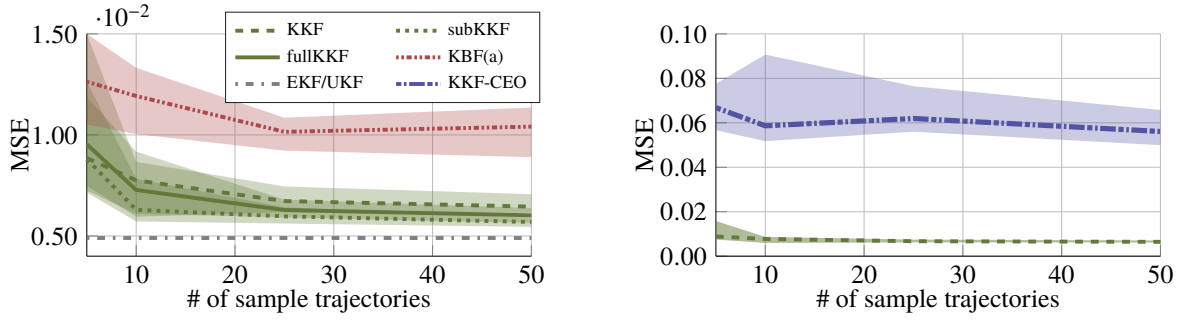 ·10−2
1.50
1.00
0.50
MSE
KKF
subKKF
fullKKF
KBF(a)
EKF/UKF
KKF-CEO
10 20 30 40 50
# of sample trajectories
0.10
0.08
0.06
0.04
0.02
0.00
MSE
10 20 30 40 50
# of sample trajectories